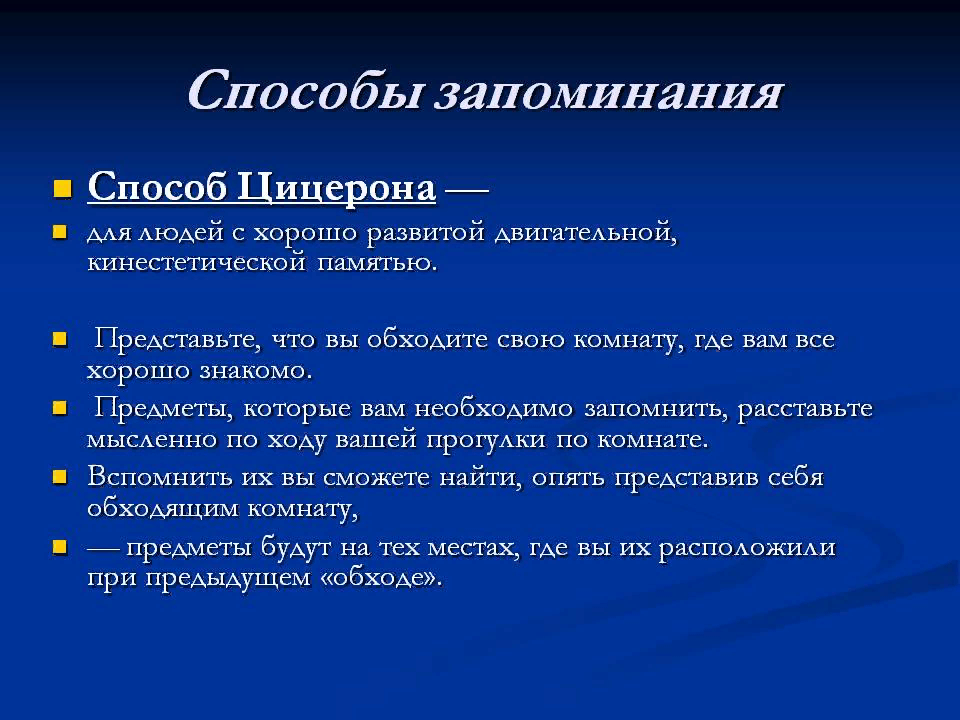 Способы запоминания
Способ Цицерона —
для людей с хорошо развитой двигательной,
кинестетической памятью.
Представьте, что вы обходите свою комнату, где вам все
хорошо знакомо.
Предметы, которые вам необходимо запомнить, расставьте
мысленно по ходу вашей прогулки по комнате.
Вспомнить их вы сможете найти, опять представив себя
обходящим комнату,
— предметы будут на тех местах, где вы их расположили
при предыдущем «обходе».